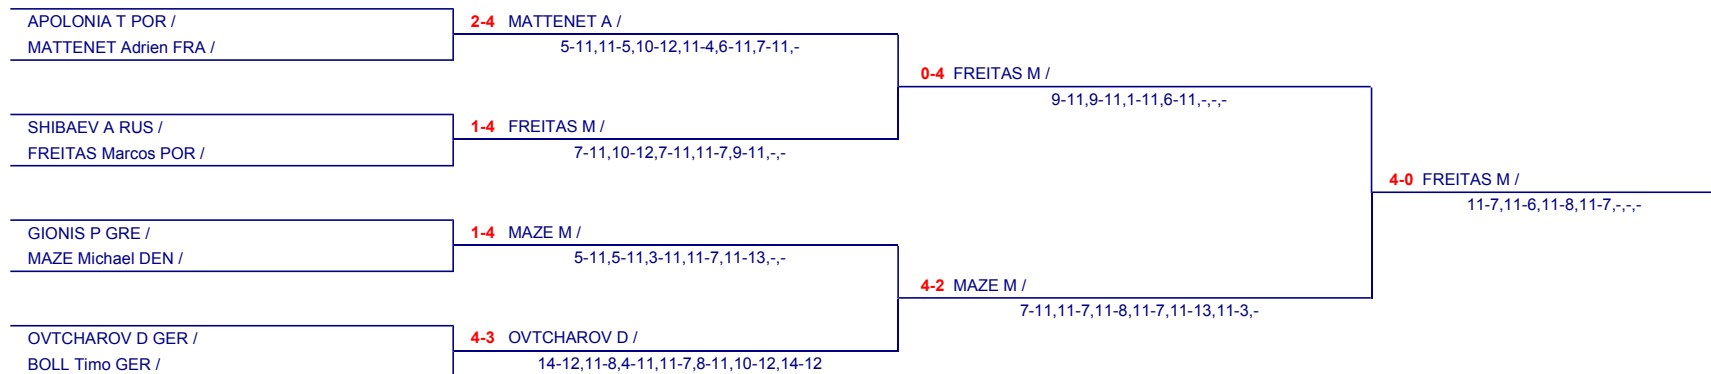 APOLONIA T POR /
MATTENET Adrien FRA /
2-4 MATTENET A /
5-11,11-5,10-12,11-4,6-11,7-11,-
0-4 FREITAS M /
9-11,9-11,1-11,6-11,-,-,-
SHIBAEV A RUS /
FREITAS Marcos POR /
1-4 FREITAS M /
7-11,10-12,7-11,11-7,9-11,-,-
4-0 FREITAS M /
11-7,11-6,11-8,11-7,-,-,-
GIONIS P GRE /
MAZE Michael DEN /
1-4 MAZE M /
5-11,5-11,3-11,11-7,11-13,-,-
4-2 MAZE M /
7-11,11-7,11-8,11-7,11-13,11-3,-
OVTCHAROV D GER /
BOLL Timo GER /
4-3 OVTCHAROV D /
14-12,11-8,4-11,11-7,8-11,10-12,14-12